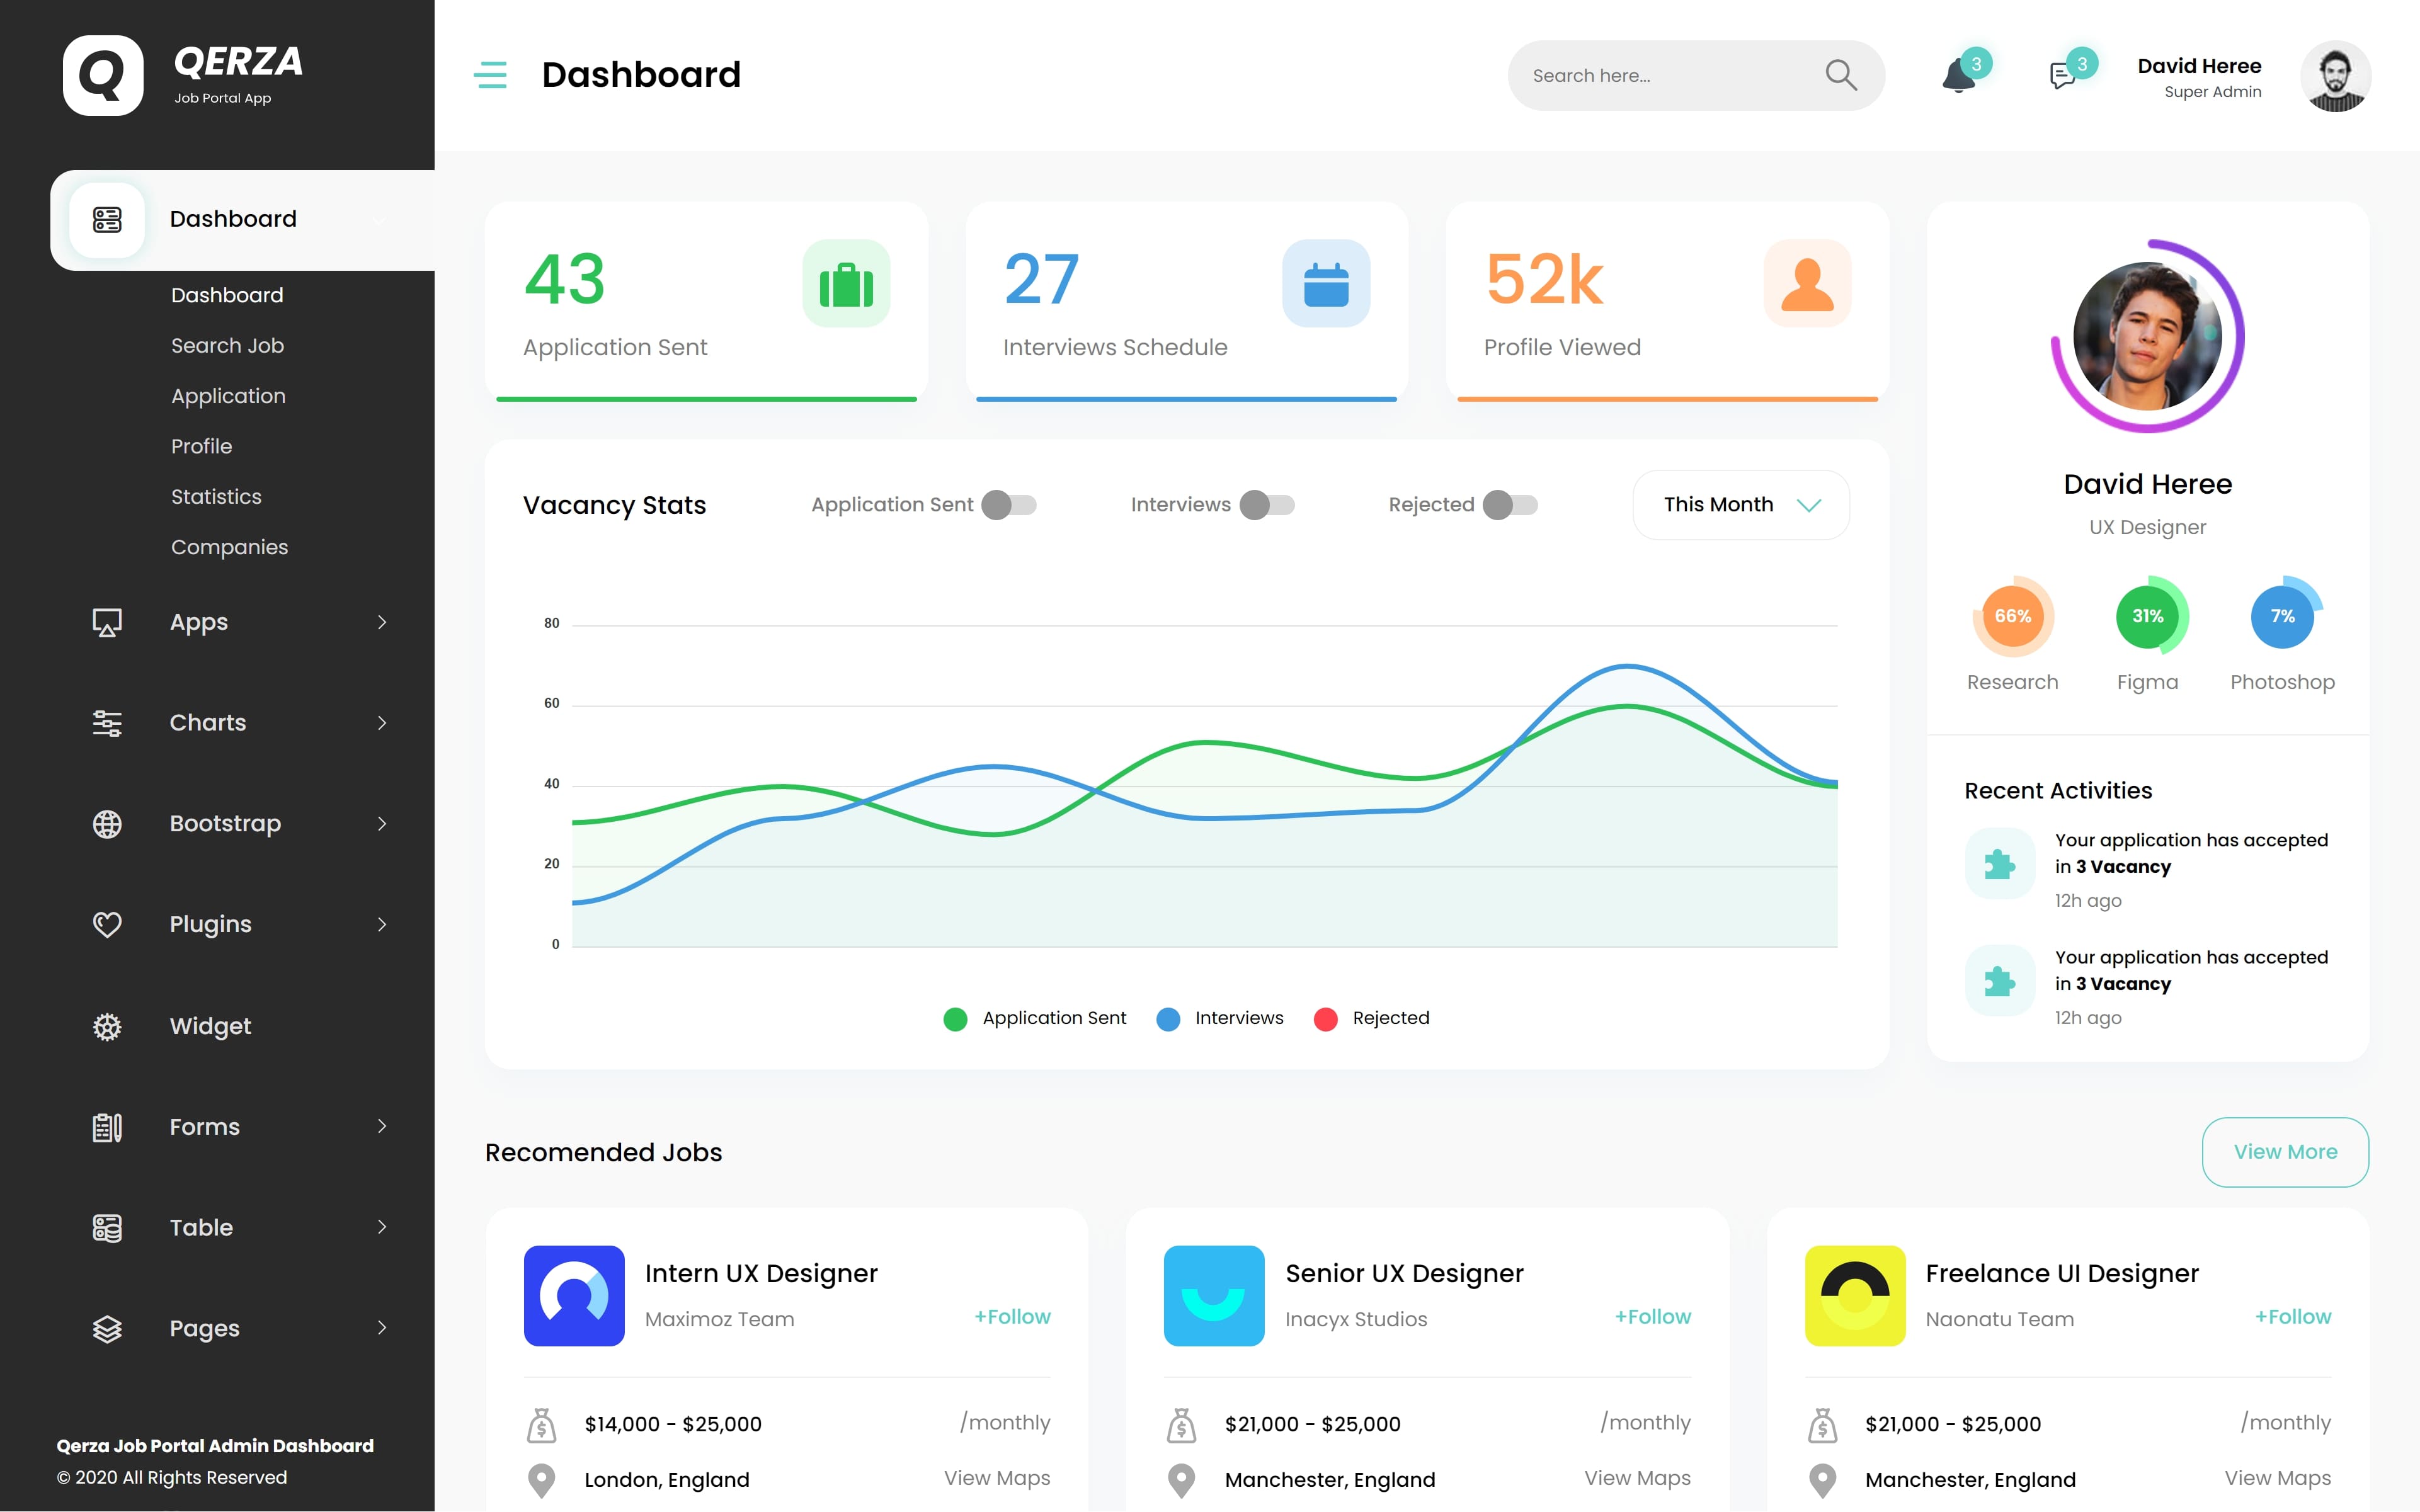 Q
QERZA
Job Portal App
Dashboard
Dashboard
Search Job
Application
Profile
Statistics
Companies
Apps
Charts
Bootstrap
Plugins
Widget
Forms
Table
Pages
Qerza Job Portal Admin Dashboard
© 2020 All Rights Reserved
Dashboard
Search here...
3
3
David Heree
Super Admin
43
Application Sent
27
Interviews Schedule
52k
Profile Viewed
Vacancy Stats
Application Sent
Interviews
Rejected
This Month
80
60
40
20
0
Application Sent
Interviews
Rejected
David Heree
UX Designer
66%
31%
7%
Research
Figma
Photoshop
Recent Activities
Your application has accepted
in 3 Vacancy
12h ago
Your application has accepted
in 3 Vacancy
12h ago
Recomended Jobs
View More
Intern UX Designer
Maximoz Team
+Follow
$14,000 - $25,000
/monthly
London, England
View Maps
Senior UX Designer
Inacyx Studios
+Follow
$21,000 - $25,000
/monthly
Manchester, England
View Maps
Freelance UI Designer
Naonatu Team
+Follow
$21,000 - $25,000
/monthly
Manchester, England
View Maps